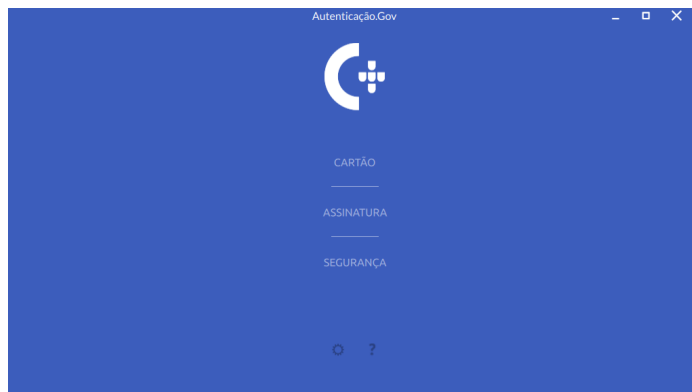 Autenticação.Gov
CARTÃO
ASSINATURA
SEGURANÇA
?